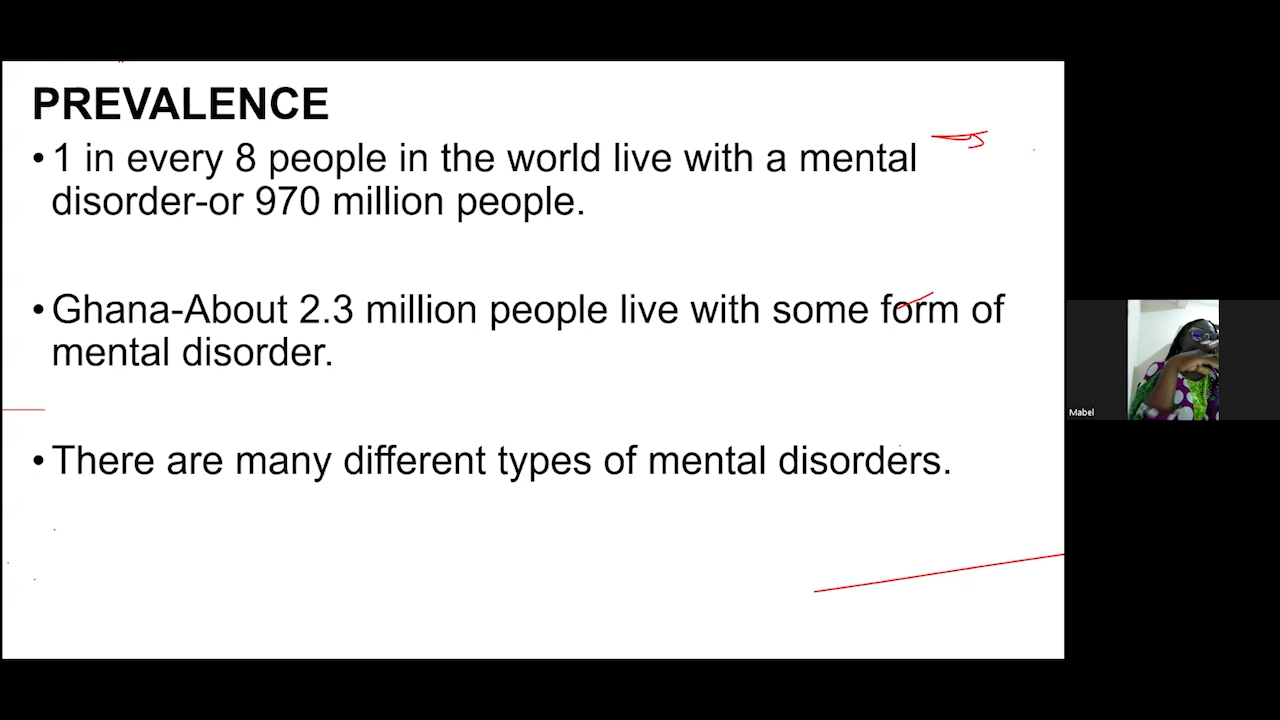 PREVALENCE
•1 in every 8 people in the world live with a mental
disorder-or 970 million people.
•Ghana-About 2.3 million people live with some form of
mental disorder.
•There are many different types of mental disorders.
Mabel